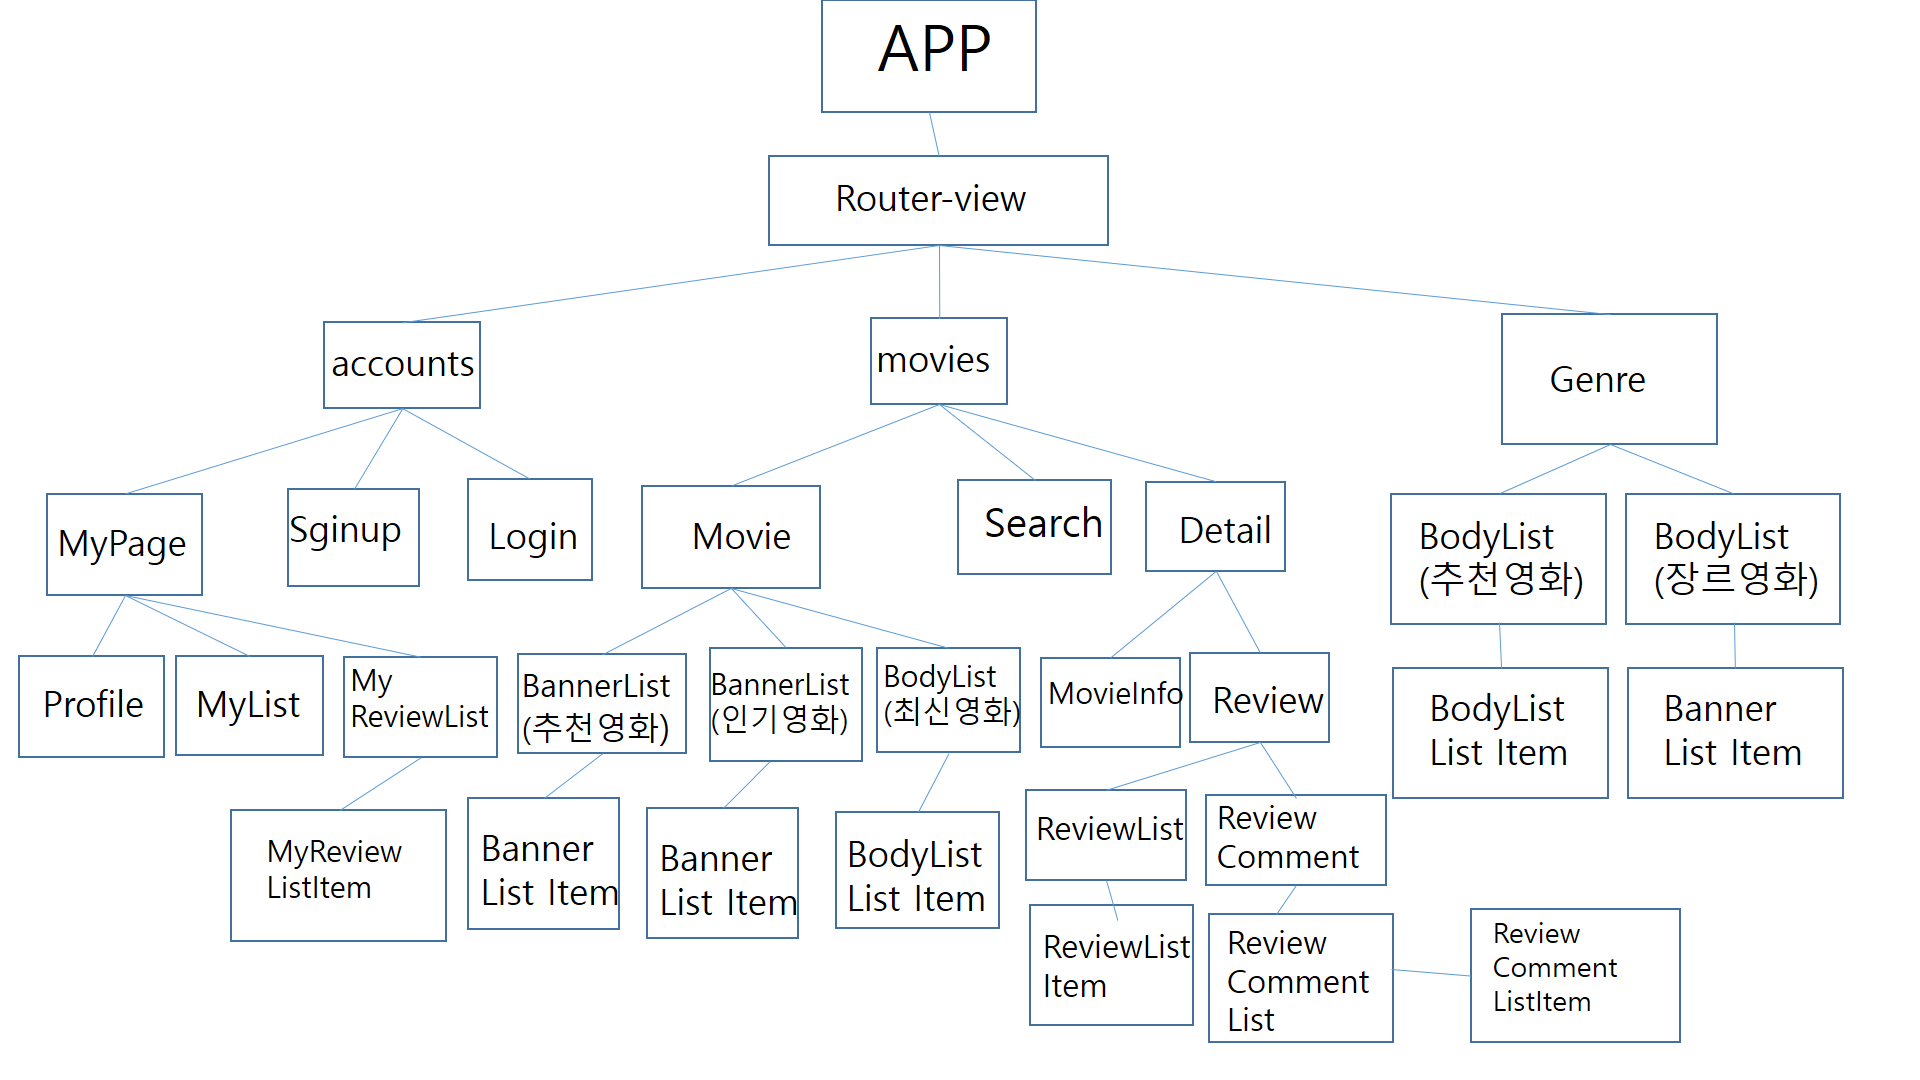 APP
Router-view
accounts
movies
Genre
MyPage
Sginup
Login
Movie
Search
Detail
BodyList
(추천영화)
BodyList
(장르영화)
Profile
MyList
My
ReviewList
BannerList
(추천영화)
BannerList
(인기영화)
BodyList
(최신영화)
MovieInfo
Review
BodyList
List Item
Banner
List Item
MyReview
ListItem
Banner
List Item
Banner
List Item
BodyList
List Item
ReviewList
Review
Comment
ReviewList
Item
Review
Comment
List
Review
Comment
ListItem